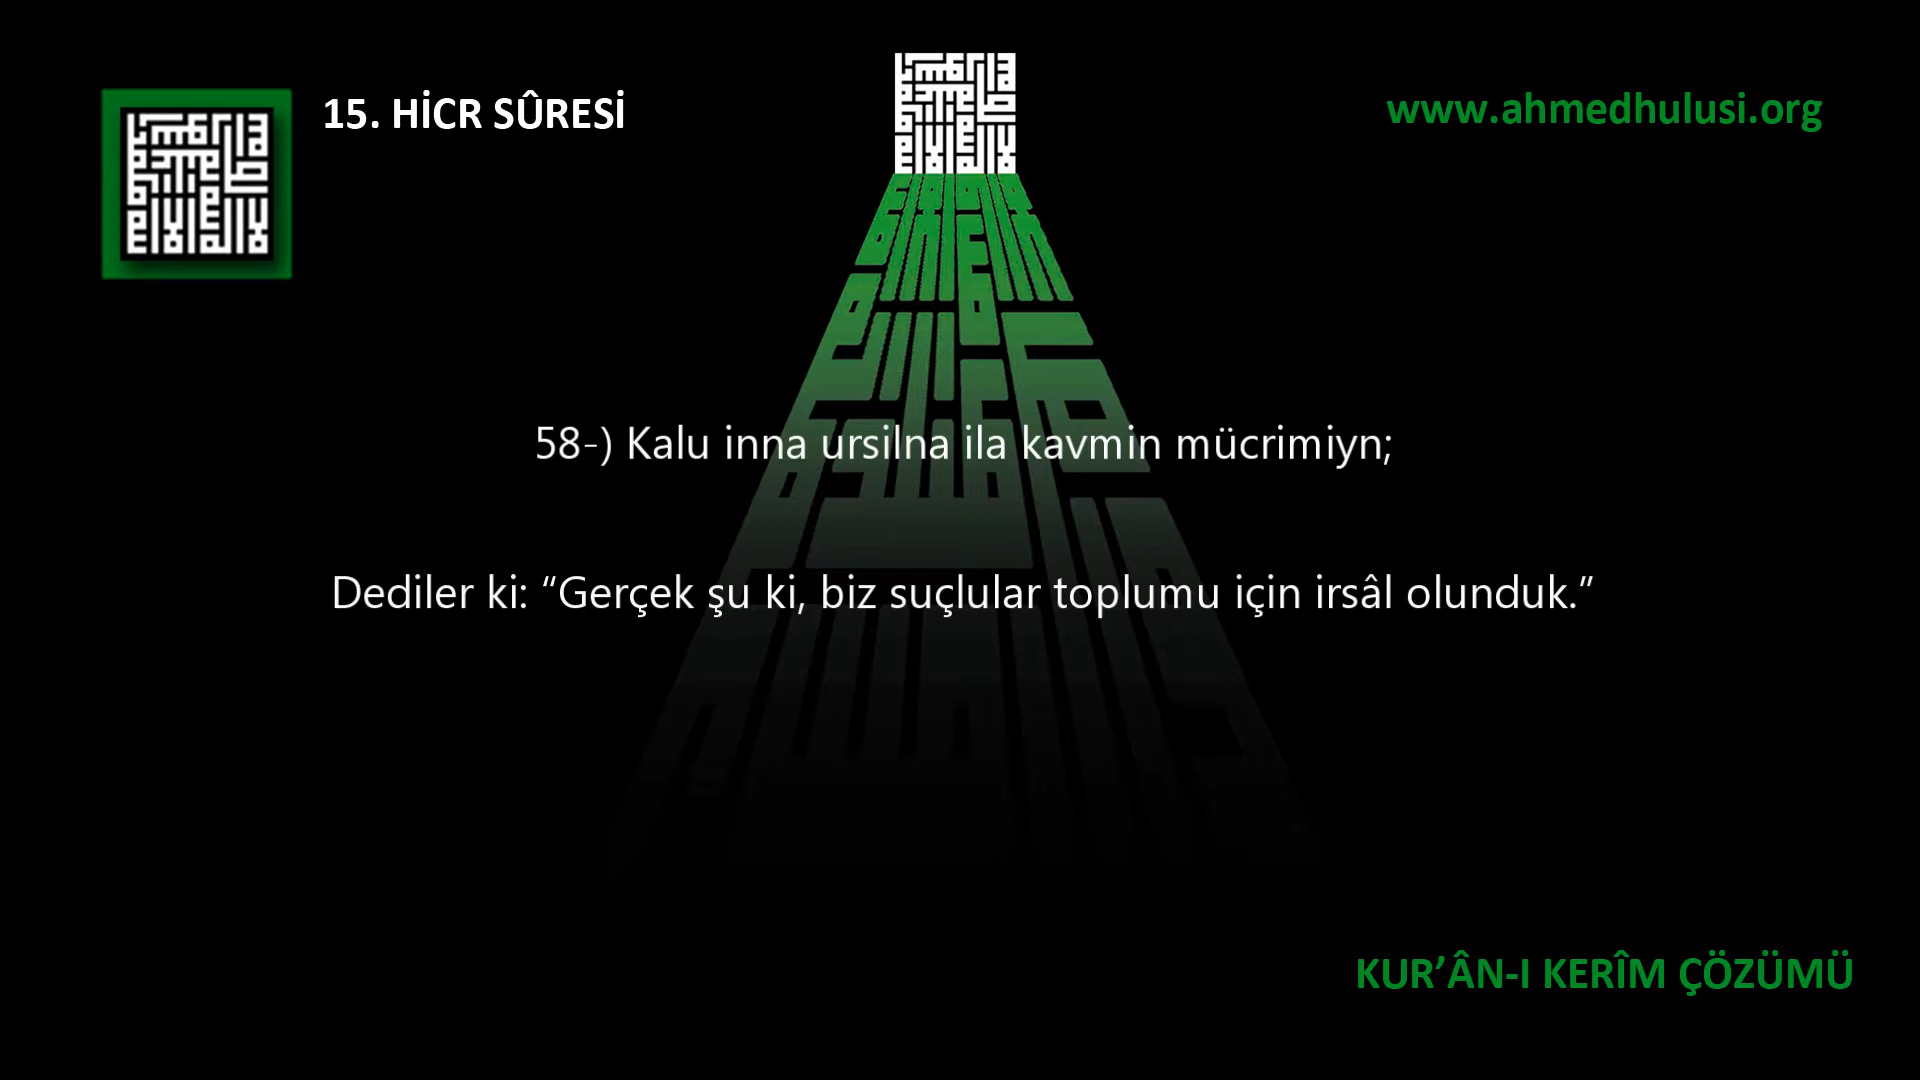 15. HİCR SÛRESİ
www.ahmedhulusi.org
58-) Kalu inna ursilna ila kavmin mücrimiyn;
Dediler ki: “Gerçek şu ki, biz suçlular toplumu için irsâl olunduk.”
KUR’ÂN-I KERÎM ÇÖZÜMÜ